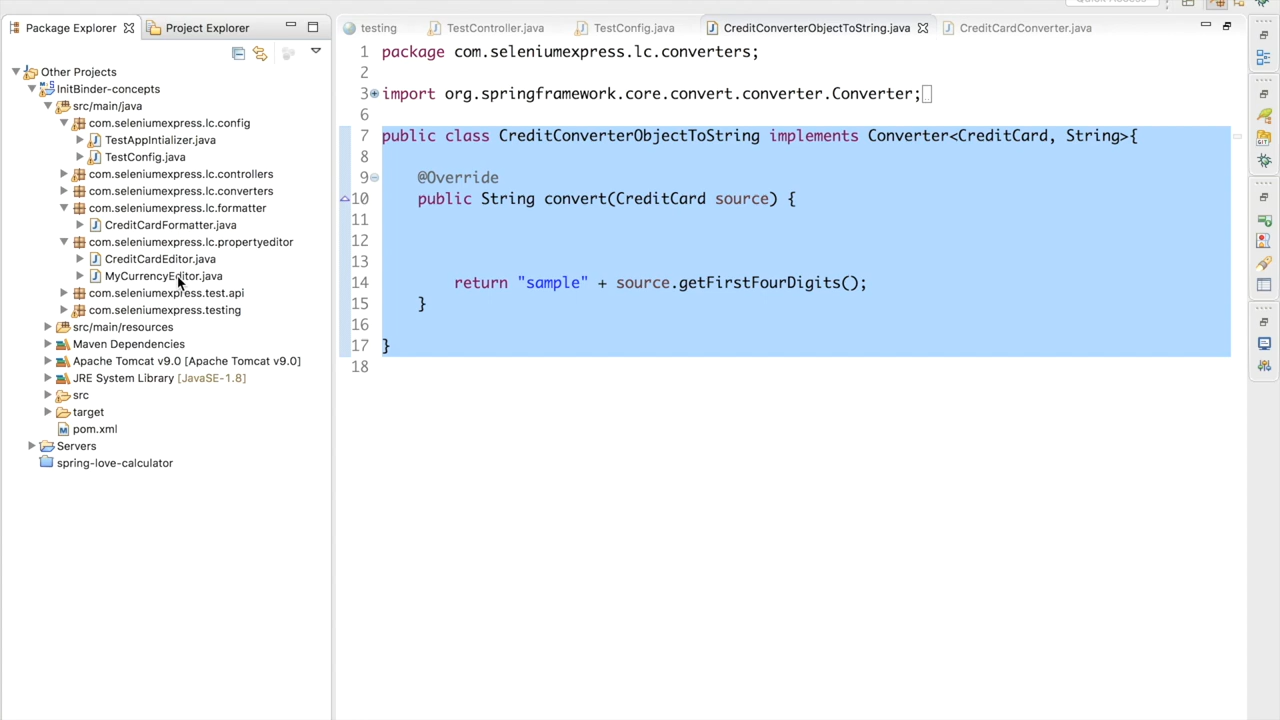 Package Explorer
Project Explorer
Other Projects
InitBinder-concepts
src/main/java
com.seleniumexpress.lc.config
TestAppIntializer.java
TestConfig.java
com.seleniumexpress.lc.controllers
com.seleniumexpress.lc.converters
com.seleniumexpress.lc.formatter
CreditCardFormatter.java
com.seleniumexpress.lc.propertyeditor
CreditCardEditor.java
MyCurrencyEditor.java
com.seleniumexpress.test.api
com.seleniumexpress.testing
src/main/resources
Maven Dependencies
Apache Tomcat v9.0 [Apache Tomcat v9.0]
JRE System Library [JavaSE-1.8]
src
target
pom.xml
Servers
spring-love-calculator
Quick Access
testing
TestController.java
TestConfig.java
CreditConverterObjectToString.java
CreditCardConverter.java
1 package com.seleniumexpress.lc.converters;
2
3 import org.springframework.core.convert.converter.Converter;
6
7 public class CreditConverterObjectToString implements Converter<CreditCard, String>{
8
9 @Override
10 public String convert(CreditCard source) {
11
12
13
14 return "sample" + source.getFirstFourDigits();
15 }
16
17 }
18